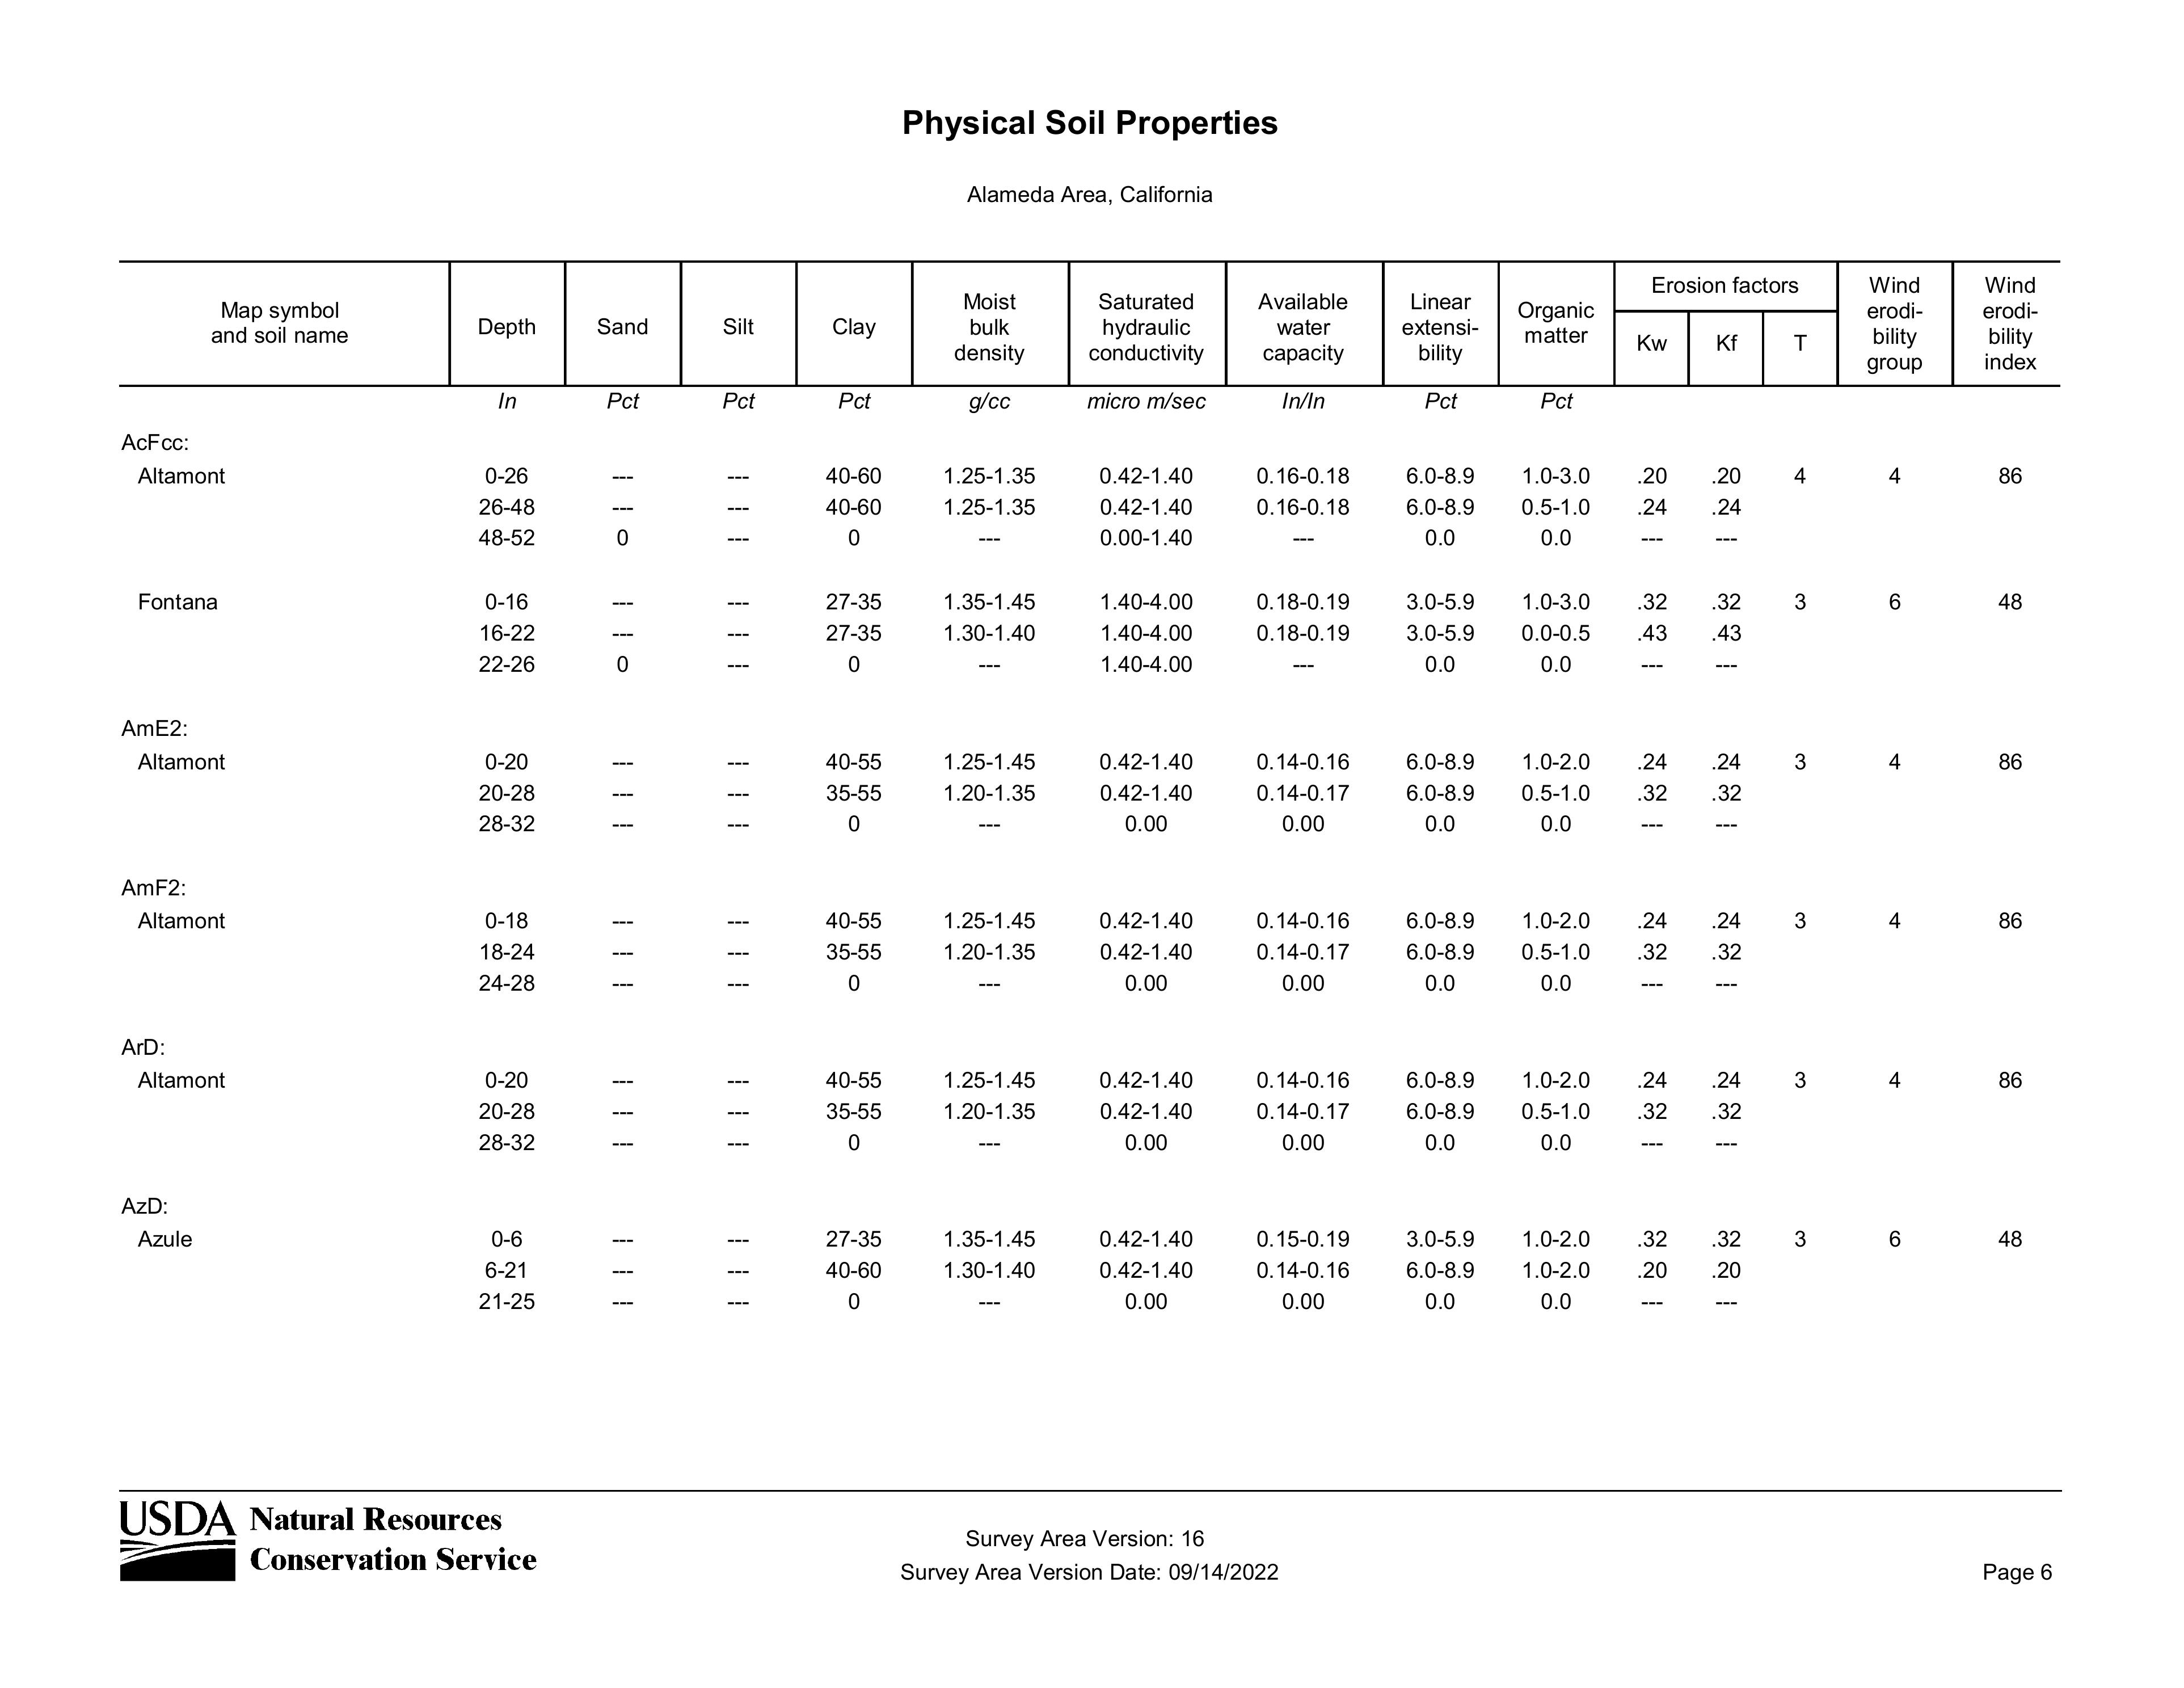 Physical Soil Properties
Alameda Area, California
Map symbol and soil name Depth Sand Silt Clay Moist bulk density Saturated hydraulic conductivity Available water capacity Linear extensi-bility Organic matter Erosion factors Kw Kf T Wind erodi-bility group Wind erodi-bility index
In Pct Pct Pct g/cc micro m/sec In/In Pct Pct
AcFcc:
Altamont 0-26 --- --- 40-60 1.25-1.35 0.42-1.40 0.16-0.18 6.0-8.9 1.0-3.0 .20 .20 4 4 86
26-48 --- --- 40-60 1.25-1.35 0.42-1.40 0.16-0.18 6.0-8.9 0.5-1.0 .24 .24
48-52 0 --- 0 --- 0.00-1.40 --- 0.0 0.0 --- ---
Fontana 0-16 --- --- 27-35 1.35-1.45 1.40-4.00 0.18-0.19 3.0-5.9 1.0-3.0 .32 .32 3 6 48
16-22 --- --- 27-35 1.30-1.40 1.40-4.00 0.18-0.19 3.0-5.9 0.0-0.5 .43 .43
22-26 0 --- 0 --- 1.40-4.00 --- 0.0 0.0 --- ---
AmE2:
Altamont 0-20 --- --- 40-55 1.25-1.45 0.42-1.40 0.14-0.16 6.0-8.9 1.0-2.0 .24 .24 3 4 86
20-28 --- --- 35-55 1.20-1.35 0.42-1.40 0.14-0.17 6.0-8.9 0.5-1.0 .32 .32
28-32 --- --- 0 --- 0.00 0.00 0.0 0.0 --- ---
AmF2:
Altamont 0-18 --- --- 40-55 1.25-1.45 0.42-1.40 0.14-0.16 6.0-8.9 1.0-2.0 .24 .24 3 4 86
18-24 --- --- 35-55 1.20-1.35 0.42-1.40 0.14-0.17 6.0-8.9 0.5-1.0 .32 .32
24-28 --- --- 0 --- 0.00 0.00 0.0 0.0 --- ---
ArD:
Altamont 0-20 --- --- 40-55 1.25-1.45 0.42-1.40 0.14-0.16 6.0-8.9 1.0-2.0 .24 .24 3 4 86
20-28 --- --- 35-55 1.20-1.35 0.42-1.40 0.14-0.17 6.0-8.9 0.5-1.0 .32 .32
28-32 --- --- 0 --- 0.00 0.00 0.0 0.0 --- ---
AzD:
Azule 0-6 --- --- 27-35 1.35-1.45 0.42-1.40 0.15-0.19 3.0-5.9 1.0-2.0 .32 .32 3 6 48
6-21 --- --- 40-60 1.30-1.40 0.42-1.40 0.14-0.16 6.0-8.9 1.0-2.0 .20 .20
21-25 --- --- 0 --- 0.00 0.00 0.0 0.0 --- ---
USDA Natural Resources
Conservation Service
Survey Area Version: 16
Survey Area Version Date: 09/14/2022
Page 6